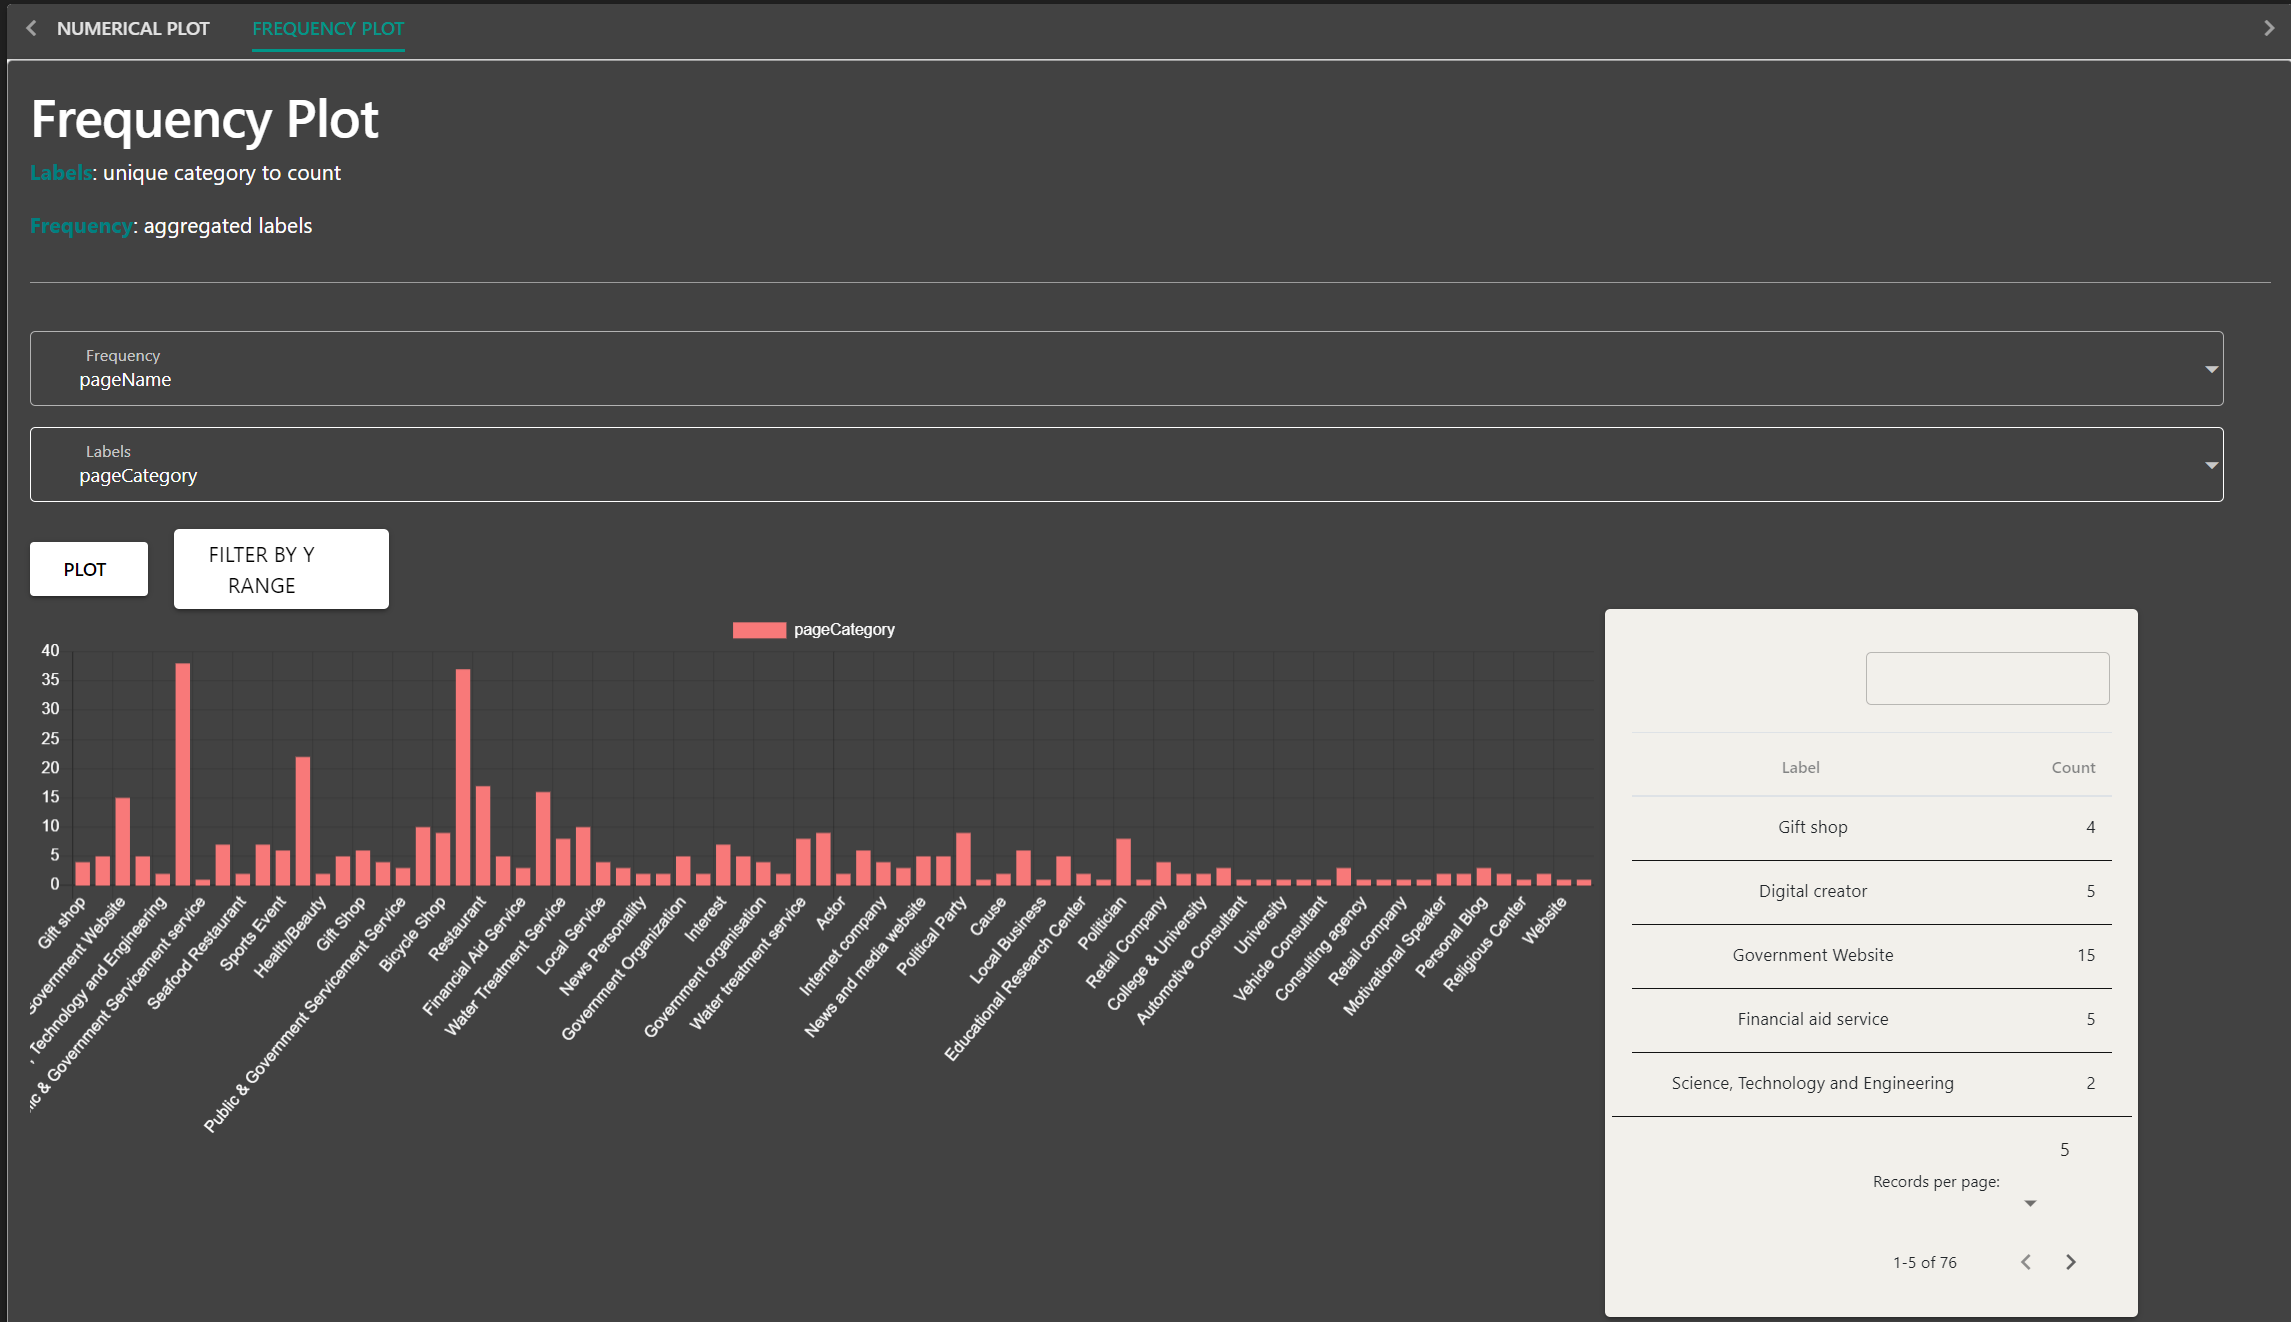 NUMERICAL PLOT
FREQUENCY PLOT
Frequency Plot
Labels: unique category to count
Frequency: aggregated labels
Frequency
pageName
Labels
pageCategory
PLOT
FILTER BY Y
RANGE
pageCategory
40
35
30
25
20
15
10
5
0
Gift shop
Government Website
, Technology and Engineering
& Government Servicement service
Seafood Restaurant
Sports Event
Health/Beauty
Gift Shop
Public & Government Servicement Service
Bicycle Shop
Restaurant
Financial Aid Service
Water Treatment Service
Local Service
News Personality
Government Organization
Interest
Government organisation
Water treatment service
Actor
Internet company
News and media website
Political Party
Cause
Local Business
Educational Research Center
Politician
Retail Company
College & University
Automotive Consultant
University
Vehicle Consultant
Consulting agency
Retail company
Motivational Speaker
Personal Blog
Religious Center
Website
Label Count
Gift shop 4
Digital creator 5
Government Website 15
Financial aid service 5
Science, Technology and Engineering 2
5
Records per page:
1-5 of 76